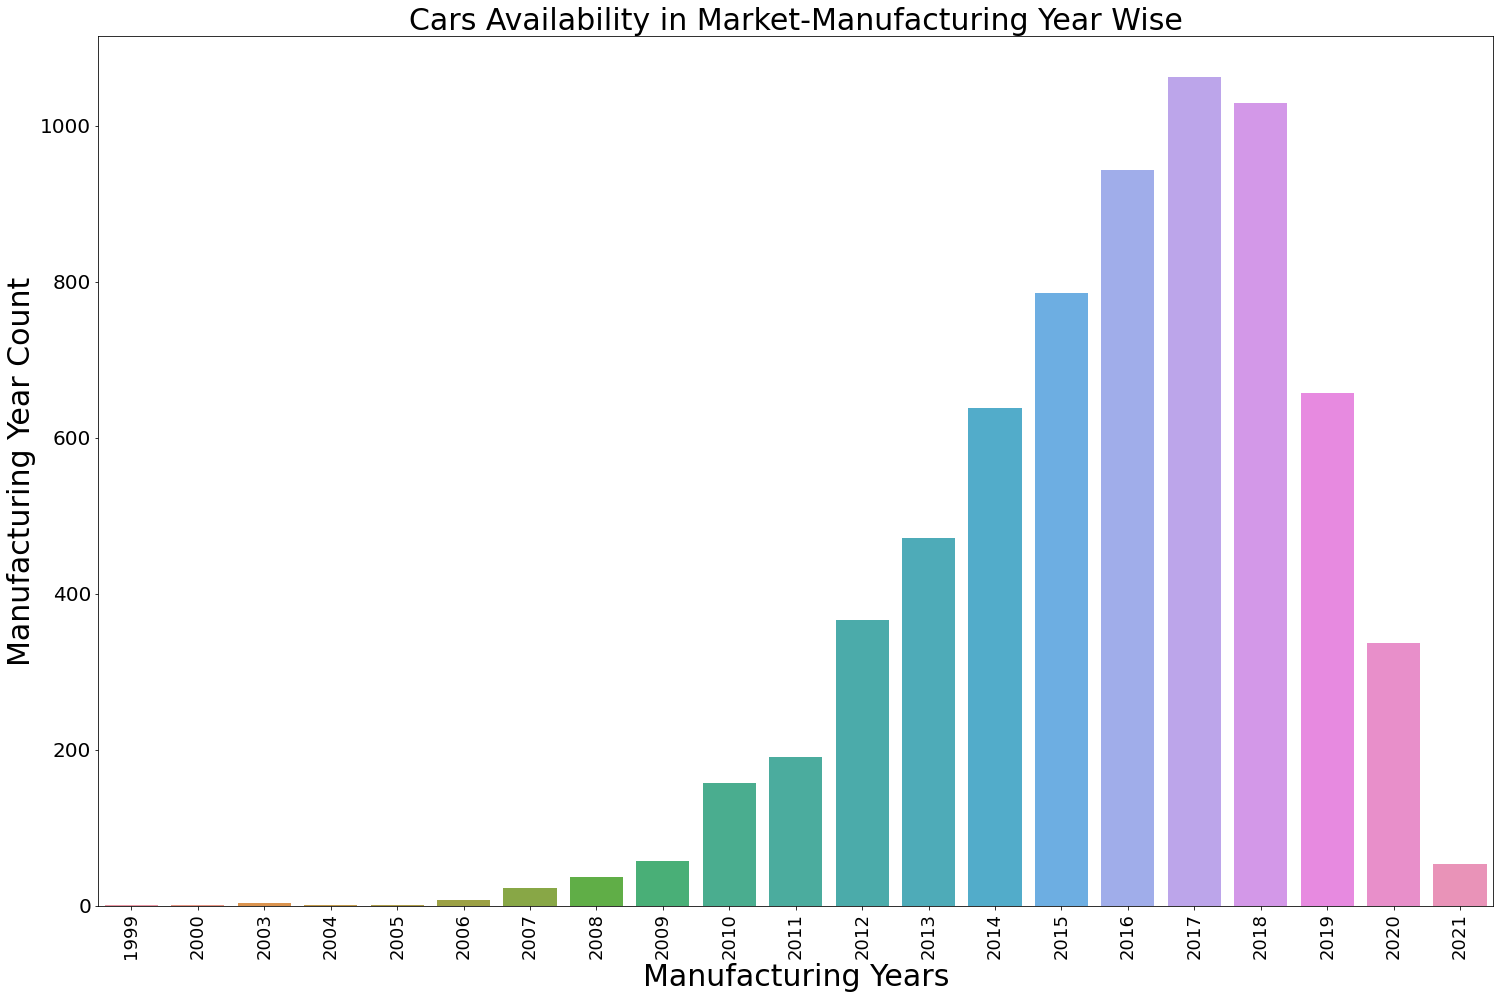 Cars Availability in Market-Manufacturing Year Wise
Manufacturing Year Count
1000
800
600
400
200
0
1999 2000 2003 2004 2005 2006 2007 2008 2009 2010 2011 2012 2013 2014 2015 2016 2017 2018 2019 2020 2021
Manufacturing Years